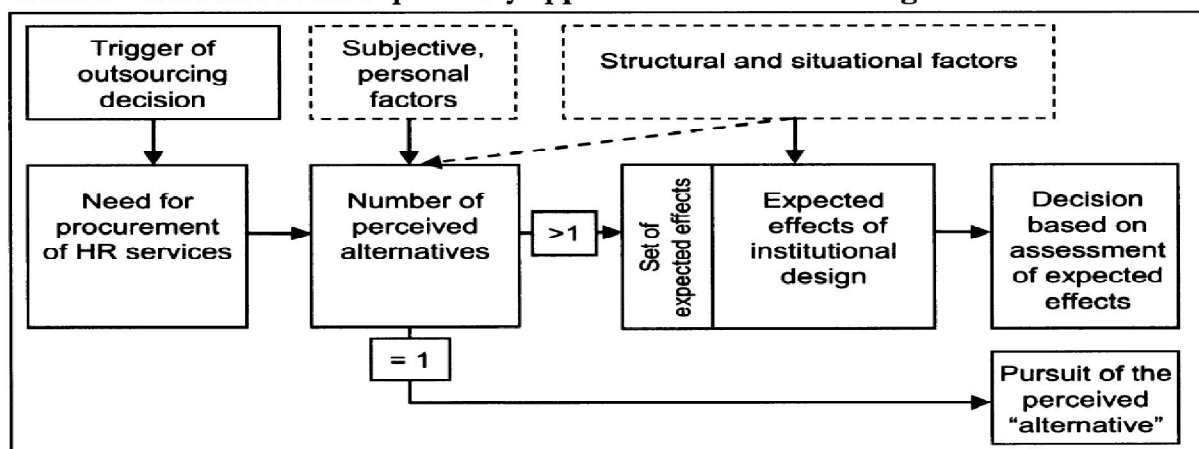 Trigger of
outsourcing
decision
Subjective,
personal
factors
Structural and situational factors
Need for
procurement
of HR services
Number of
perceived
alternatives
>1
Set of
expected effects
Expected
effects of
institutional
design
Decision
based on
assessment
of expected
effects
= 1
Pursuit of the
perceived
“alternative”